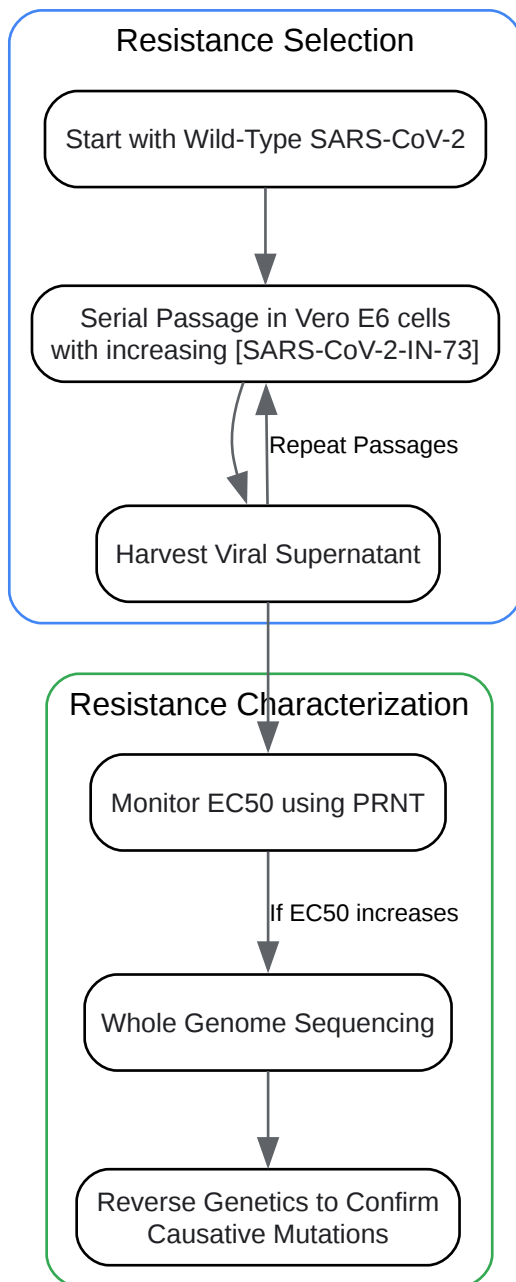 Resistance Selection
Start with Wild-Type SARS-CoV-2
Serial Passage in Vero E6 cells
with increasing [SARS-CoV-2-IN-73]
Repeat Passages
Harvest Viral Supernatant
Resistance Characterization
Monitor EC50 using PRNT
If EC50 increases
Whole Genome Sequencing
Reverse Genetics to Confirm
Causative Mutations